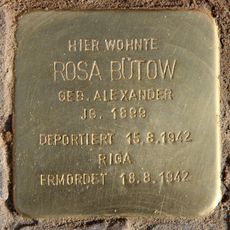 HIER WOHNTE
ROSA BÜTOW
GEB. ALEXANDER
JG. 1899
DEPORTIERT 15.8.1942
RIGA
ERMORDET 18.8.1942